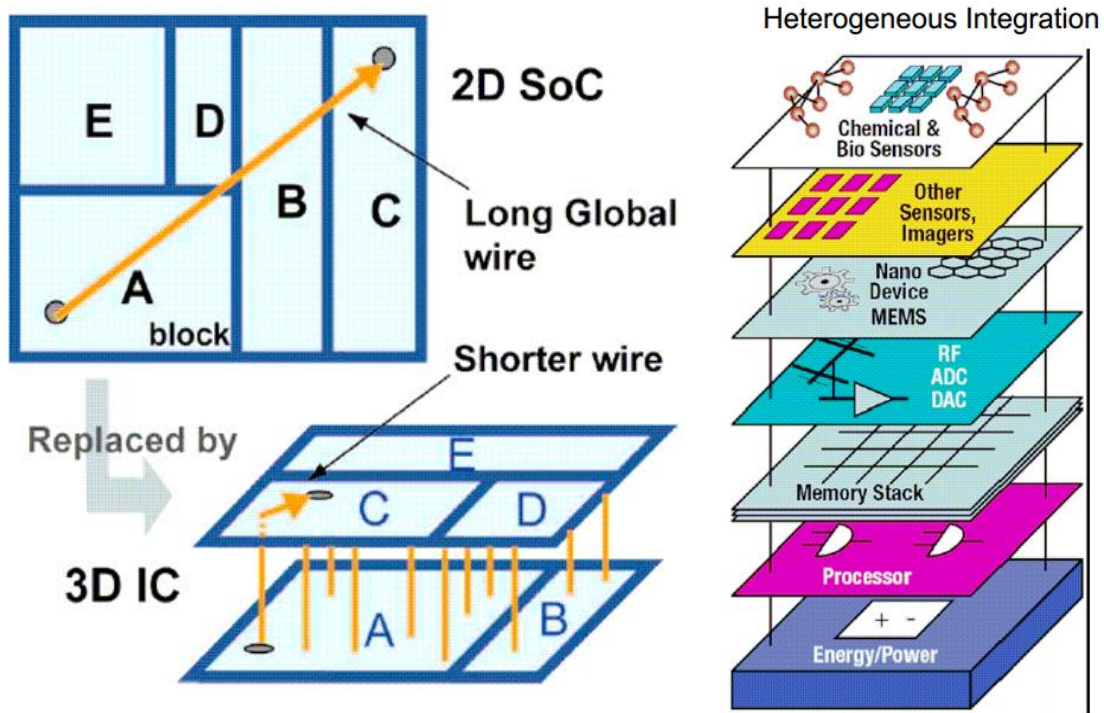 Heterogeneous Integration
E
D
B
C
A
block
2D SoC
Long Global
wire
Shorter wire
Replaced by
3D IC
E
C
D
A
B
Chemical &
Bio Sensors
Other
Sensors,
Imagers
Nano
Device
MEMS
RF
ADC
DAC
Memory Stack
Processor
+ -
Energy/Power